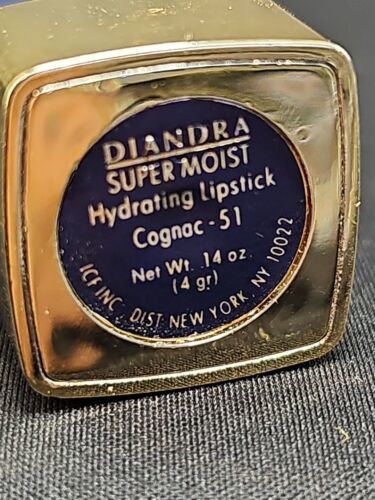 DIANDRA
SUPER MOIST
Hydrating Lipstick
Cognac - 51
Net Wt. .14 oz.
(4 gr)
ICF INC. DIST. NEW YORK, NY 10022